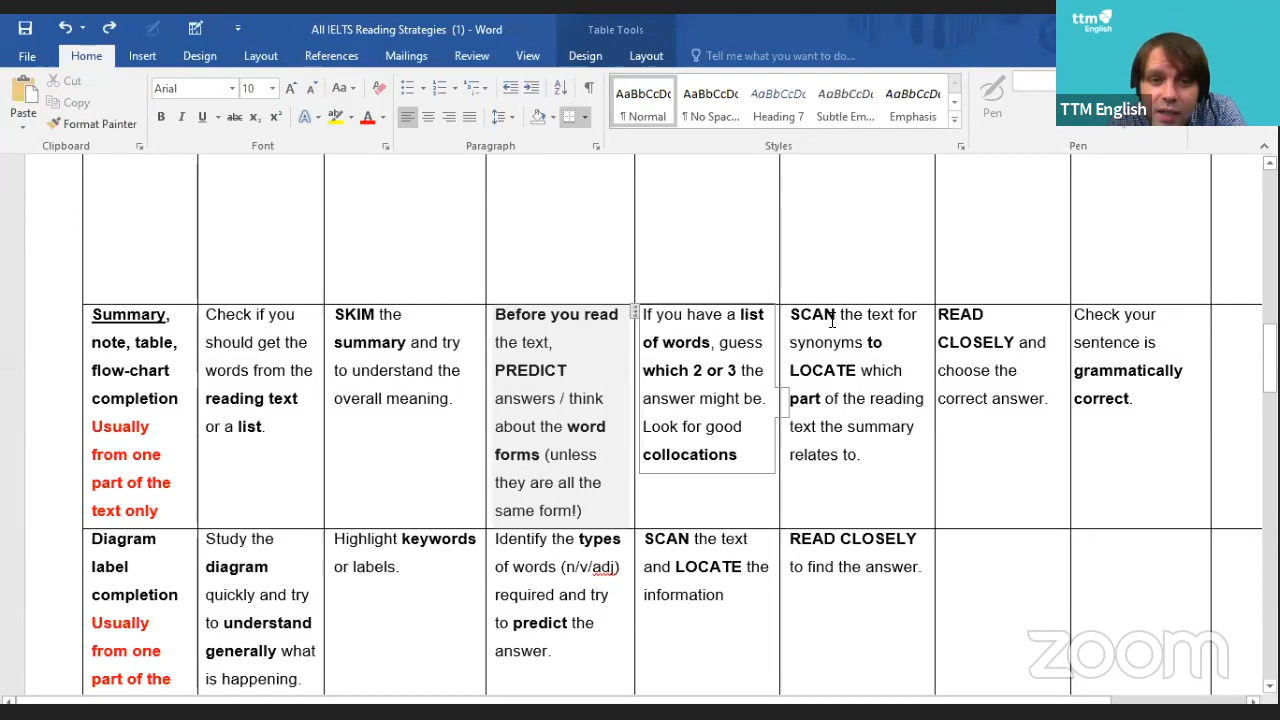 All IELTS Reading Strategies (1) - Word
Table Tools
ttm
English
File
Home
Insert
Design
Layout
References
Mailings
Review
View
Design
Layout
Tell me what you want to do...
Paste
Cut
Copy
Format Painter
Clipboard
Arial
10
Aa
B I U abc x₂ x²
A
Font
Paragraph
AaBbCcDc
AaBbCcDc
AaBbCcDc
AaBbCcDc
AaBbCcDc
¶ Normal
¶ No Spac...
Heading 7
Subtle Em...
Emphasis
Styles
Pen
Pen
TTM English
Summary,
note, table,
flow-chart
completion
Usually
from one
part of the
text only
Check if you
should get the
words from the
reading text
or a list.
SKIM the
summary and try
to understand the
overall meaning.
Before you read
the text,
PREDICT
answers / think
about the word
forms (unless
they are all the
same form!)
If you have a list
of words, guess
which 2 or 3 the
answer might be.
Look for good
collocations
SCAN the text for
synonyms to
LOCATE which
part of the reading
text the summary
relates to.
READ
CLOSELY and
choose the
correct answer.
Check your
sentence is
grammatically
correct.
Diagram
label
completion
Usually
from one
part of the
Study the
diagram
quickly and try
to understand
generally what
is happening.
Highlight keywords
or labels.
Identify the types
of words (n/v/adj)
required and try
to predict the
answer.
SCAN the text
and LOCATE the
information
READ CLOSELY
to find the answer.
zoom